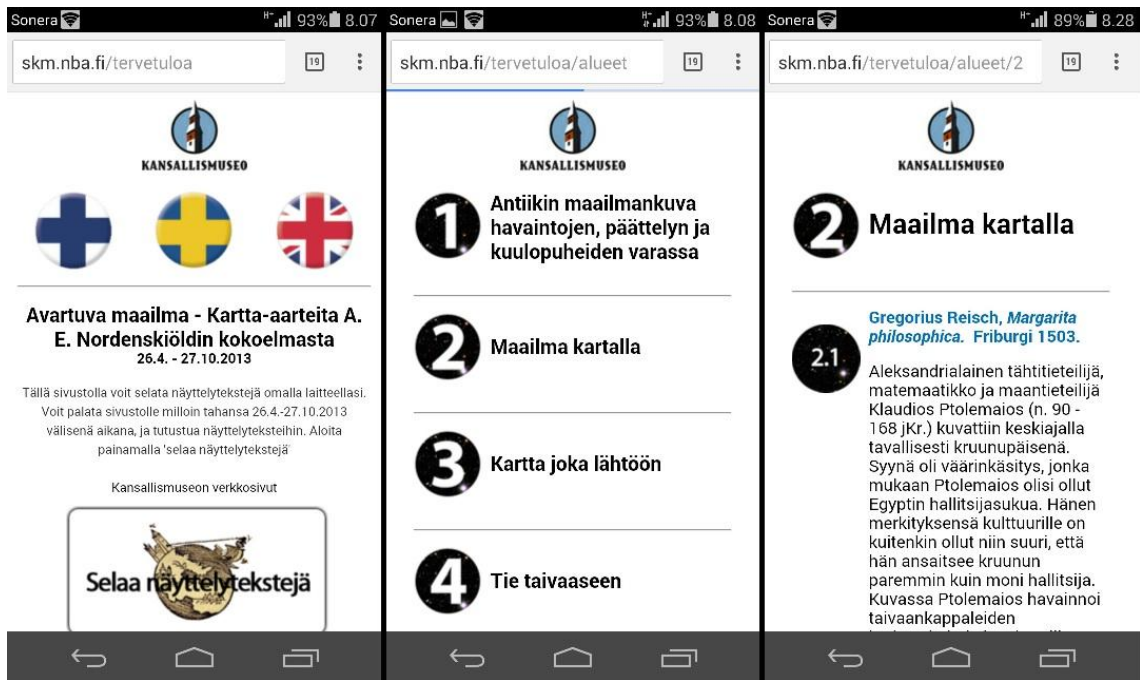 Sonera
H 93% 8.07
skm.nba.fi/tervetuloa
19
KANSALLISMUSEO
Avartuva maailma - Kartta-aarteita A.
E. Nordenskiöldin kokoelmasta
26.4. - 27.10.2013
Tällä sivustolla voit selata näyttelytekstejä omalla laitteellasi.
Voit palata sivustolle milloin tahansa 26.4.-27.10.2013
välisenä aikana, ja tutustua näyttelyteksteihin. Aloita
painamalla 'selaa näyttelytekstejä'
Kansallismuseon verkkosivut
Selaa näyttelytekstejä
Sonera
H 93% 8.08
skm.nba.fi/tervetuloa/alueet
19
KANSALLISMUSEO
1
Antiikin maailmankuva
havaintojen, päättelyn ja
kuulopuheiden varassa
2
Maailma kartalla
3
Kartta joka lähtöön
4
Tie taivaaseen
Sonera
H 89% 8.28
skm.nba.fi/tervetuloa/alueet/2
19
KANSALLISMUSEO
2
Maailma kartalla
2.1
Gregorius Reisch, Margarita
philosophica. Friburgi 1503.
Aleksandrialainen tähtitieteilijä,
matemaatikko ja maantieteilijä
Klaudios Ptolemaios (n. 90 -
168 jKr.) kuvattiin keskiajalla
tavallisesti kruunupäisenä.
Syynä oli väärinkäsitys, jonka
mukaan Ptolemaios olisi ollut
Egyptin hallitsijasukua. Hänen
merkityksensä kulttuurille on
kuitenkin ollut niin suuri, että
hän ansaitsee kruunun
paremmin kuin moni hallitsija.
Kuvassa Ptolemaios havainnoi
taivaankappaleiden